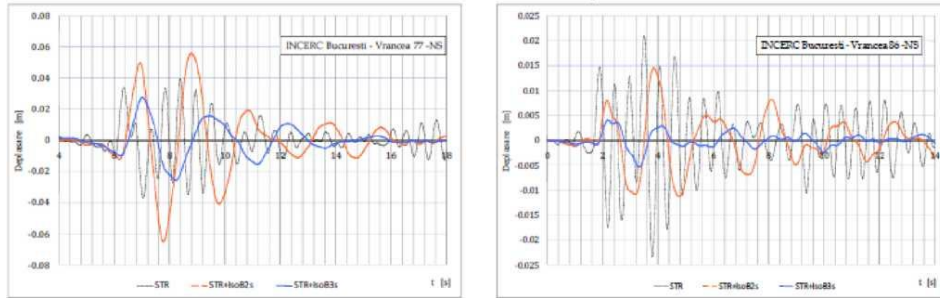 0.08
0.06
0.04
0.02
0
-0.02
-0.04
-0.06
-0.08
Deplasare [m]
INCERC Bucuresti - Vrancea 77 -NS
4 6 8 10 12 14 16 18
STR STR+IsoB2s STR+IsoB3s t [s]
0.025
0.02
0.015
0.01
0.005
0
-0.005
-0.01
-0.015
-0.02
-0.025
Deplasare [m]
INCERC Bucuresti - Vrancea 86 -NS
0 2 4 6 8 10 12 14
STR STR+IsoB2s STR+IsoB3s t [s]